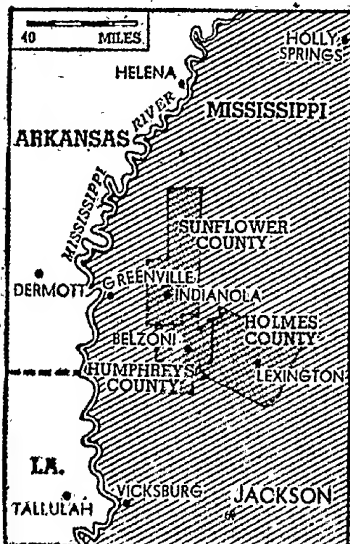 40 MILES
HOLLY
SPRINGS
HELENA
MISSISSIPPI
ARKANSAS
MISSISSIPPI RIVER
SUNFLOWER
COUNTY
DERMOTT
GREENVILLE
INDIANOLA
BELZONI
HOLMES
COUNTY
HUMPHREYS
COUNTY
LEXINGTON
LA.
TALLULAH
VICKSBURG
JACKSON